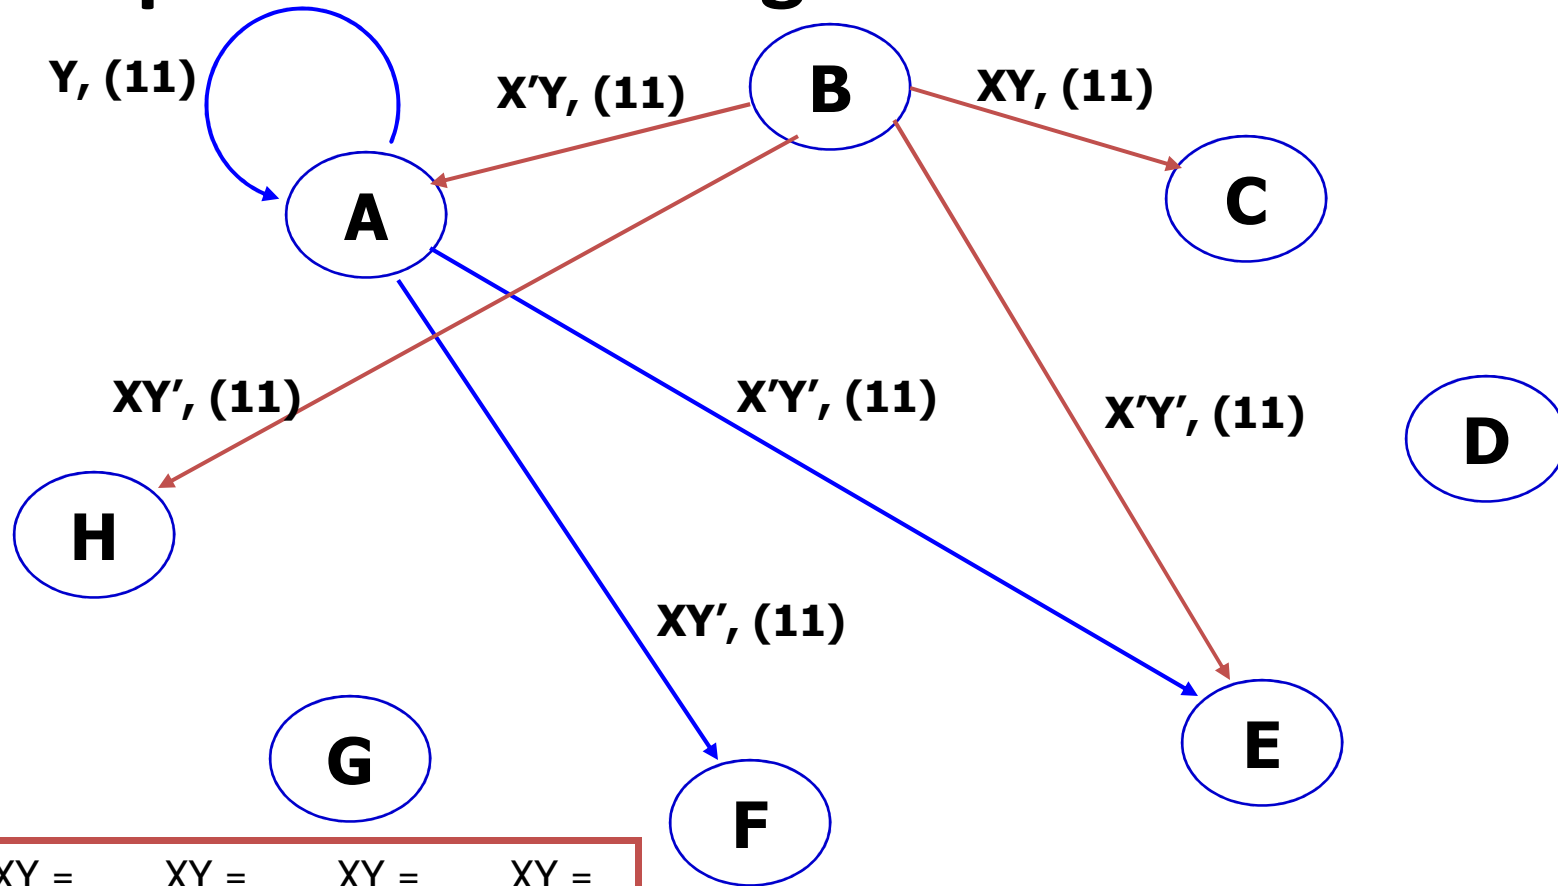 Y, (11)
X’Y, (11)
B
XY, (11)
A
C
XY’, (11)
X’Y’, (11)
X’Y’, (11)
D
H
XY’, (11)
G
E
F
XY =
XY =
XY =
XY =